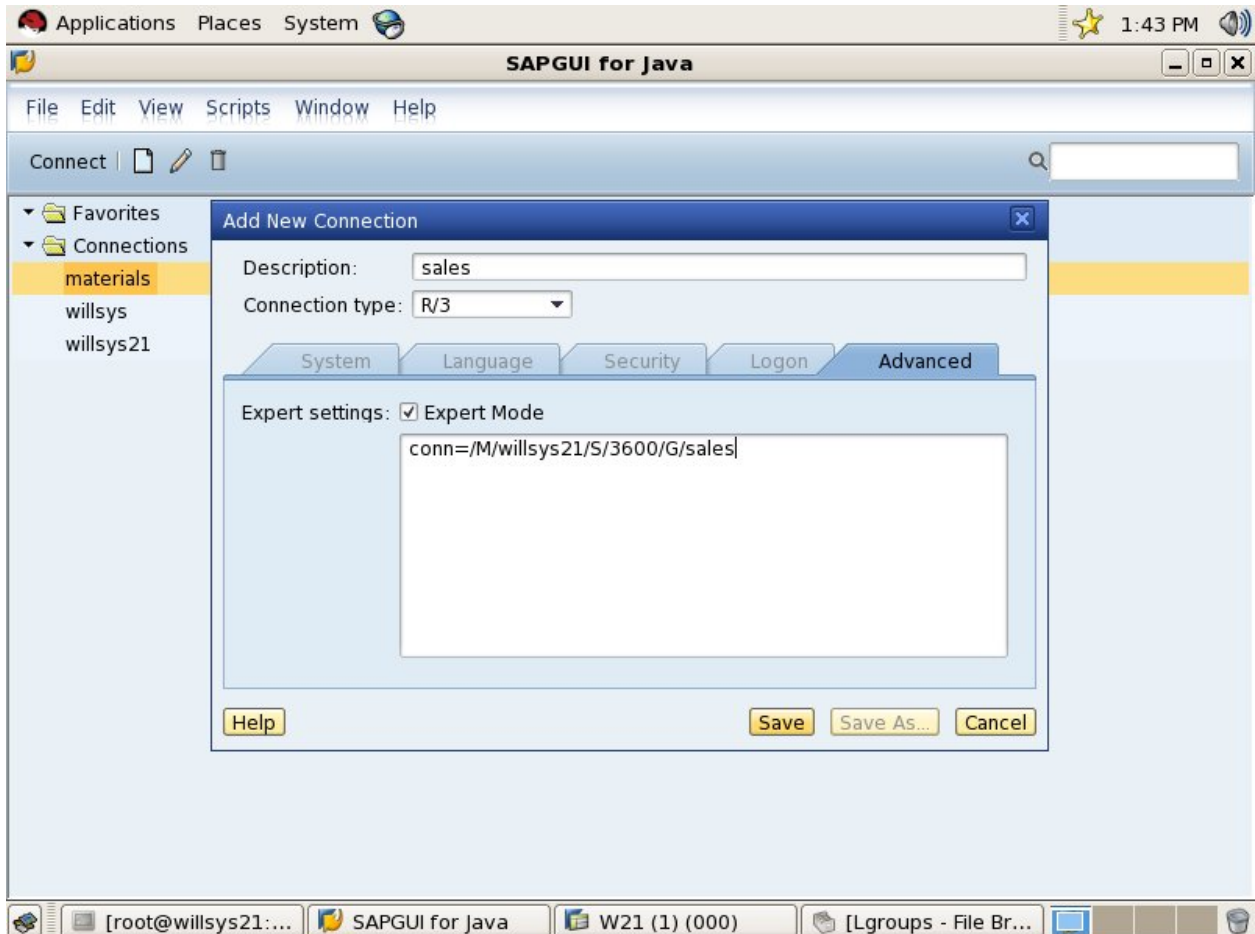 Applications Places System 1:43 PM
SAPGUI for Java
File Edit View Scripts Window Help
Connect
Favorites
Connections
materials
willsys
willsys21
Add New Connection
Description: sales
Connection type: R/3
System Language Security Logon Advanced
Expert settings: Expert Mode
conn=/M/willsys21/S/3600/G/sales
Help Save Save As... Cancel
[root@willsys21:... SAPGUI for Java W21 (1) (000) [Lgroups - File Br...